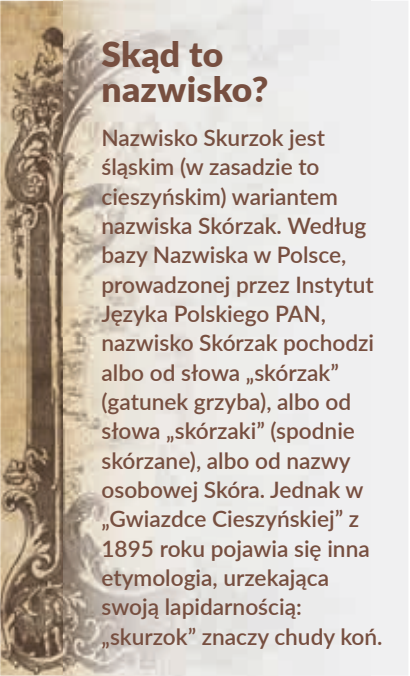 Skąd to
nazwisko?
Nazwisko Skurzok jest
śląskim (w zasadzie to
cieszyńskim) wariantem
nazwiska Skórzak. Według
bazy Nazwiska w Polsce,
prowadzonej przez Instytut
Języka Polskiego PAN,
nazwisko Skórzak pochodzi
albo od słowa „skórzak”
(gatunek grzyba), albo od
słowa „skórzaki” (spodnie
skórzane), albo od nazwy
osobowej Skóra. Jednak w
„Gwiazdce Cieszyńskiej” z
1895 roku pojawia się inna
etymologia, urzekająca
swoją lapidarnością:
„skurzok” znaczy chudy koń.